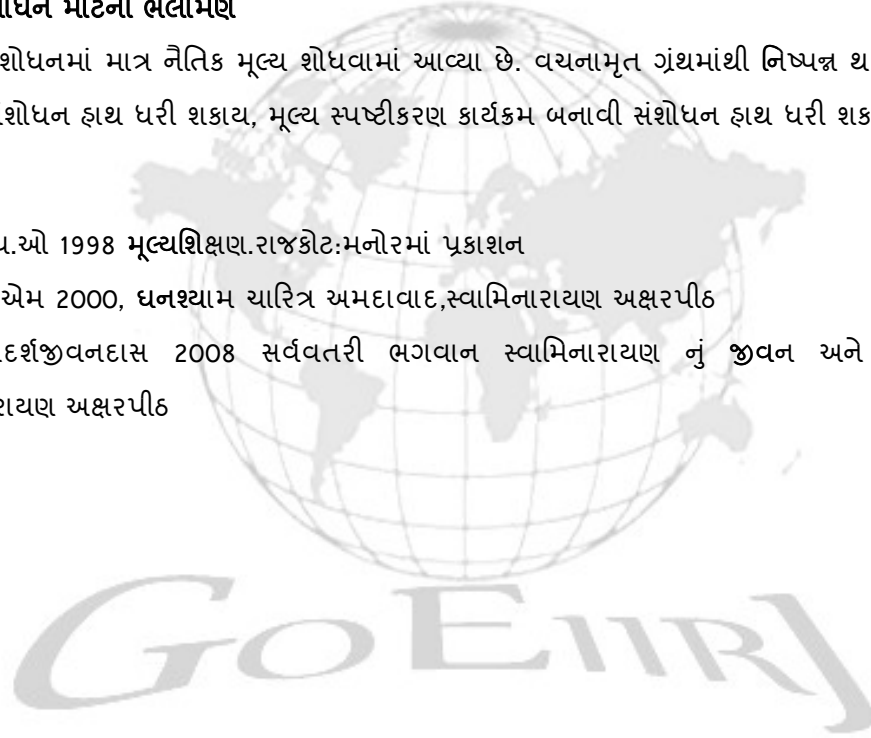 માટેની ભલામણ
શોધનમાં માત્ર નૈતિક મૂલ્ય શોધવામાં આવ્યા છે. વચનામૃત ગ્રંથમાંથી નિષ્પન્ન થ
શોધન હાથ ધરી શકાય, મૂલ્ય સ્પષ્ટીકરણ કાર્યક્રમ બનાવી સંશોધન હાથ ધરી શક
.ઓ 1998 મૂલ્યશિક્ષણ.રાજકોટ:મનોરમાં પ્રકાશન
એમ 2000, ઘનશ્યામ ચારિત્ર અમદાવાદ,સ્વામિનારાયણ અક્ષરપીઠ
દર્શજીવનદાસ 2008 સર્વવતરી ભગવાન સ્વામિનારાયણ નું જીવન અને
રાયણ અક્ષરપીઠ
GOEIIRJ